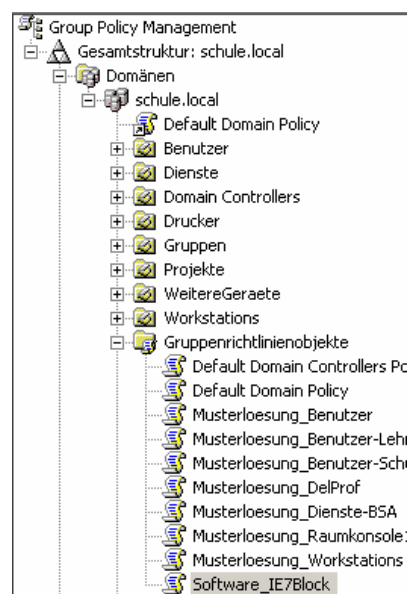 Group Policy Management
Gesamtstruktur: schule.local
Domänen
schule.local
Default Domain Policy
Benutzer
Dienste
Domain Controllers
Drucker
Gruppen
Projekte
WeitereGeraete
Workstations
Gruppenrichtlinienobjekte
Default Domain Controllers Po
Default Domain Policy
Musterloesung_Benutzer
Musterloesung_Benutzer-Lehr
Musterloesung_Benutzer-Schu
Musterloesung_DelProf
Musterloesung_Dienste-BSA
Musterloesung_Raumkonsole1
Musterloesung_Workstations
Software_IE7Block